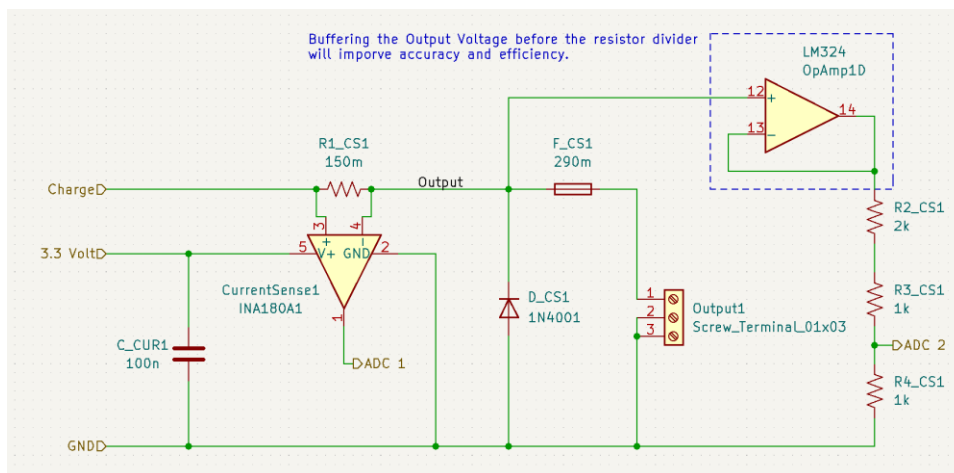 Buffering the Output Voltage before the resistor divider
will imporve accuracy and efficiency.
LM324
OpAmp1D
12
+
14
13
−
R1_CS1
150m
F_CS1
290m
Charge
Output
R2_CS1
2k
3
4
+
−
3.3 Volt
5
V+
GND
2
CurrentSense1
INA180A1
1
D_CS1
1N4001
1
2
3
Output1
Screw_Terminal_01x03
R3_CS1
1k
C_CUR1
100n
ADC 1
ADC 2
R4_CS1
1k
GND